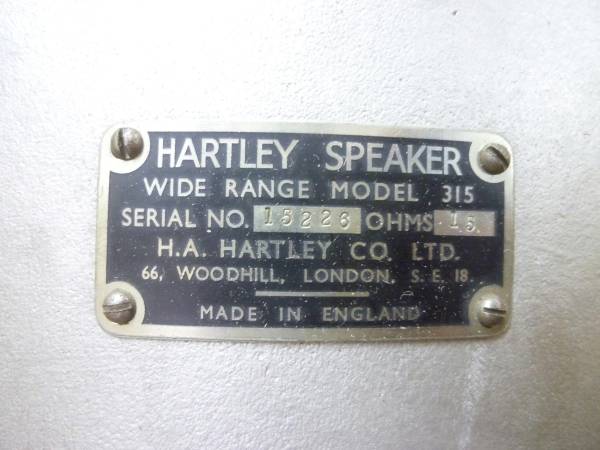 HARTLEY SPEAKER
WIDE RANGE MODEL 315
SERIAL NO. 15226 OHMS 15.
H.A. HARTLEY CO. LTD.
66, WOODHILL, LONDON, S. E. 18.
MADE IN ENGLAND